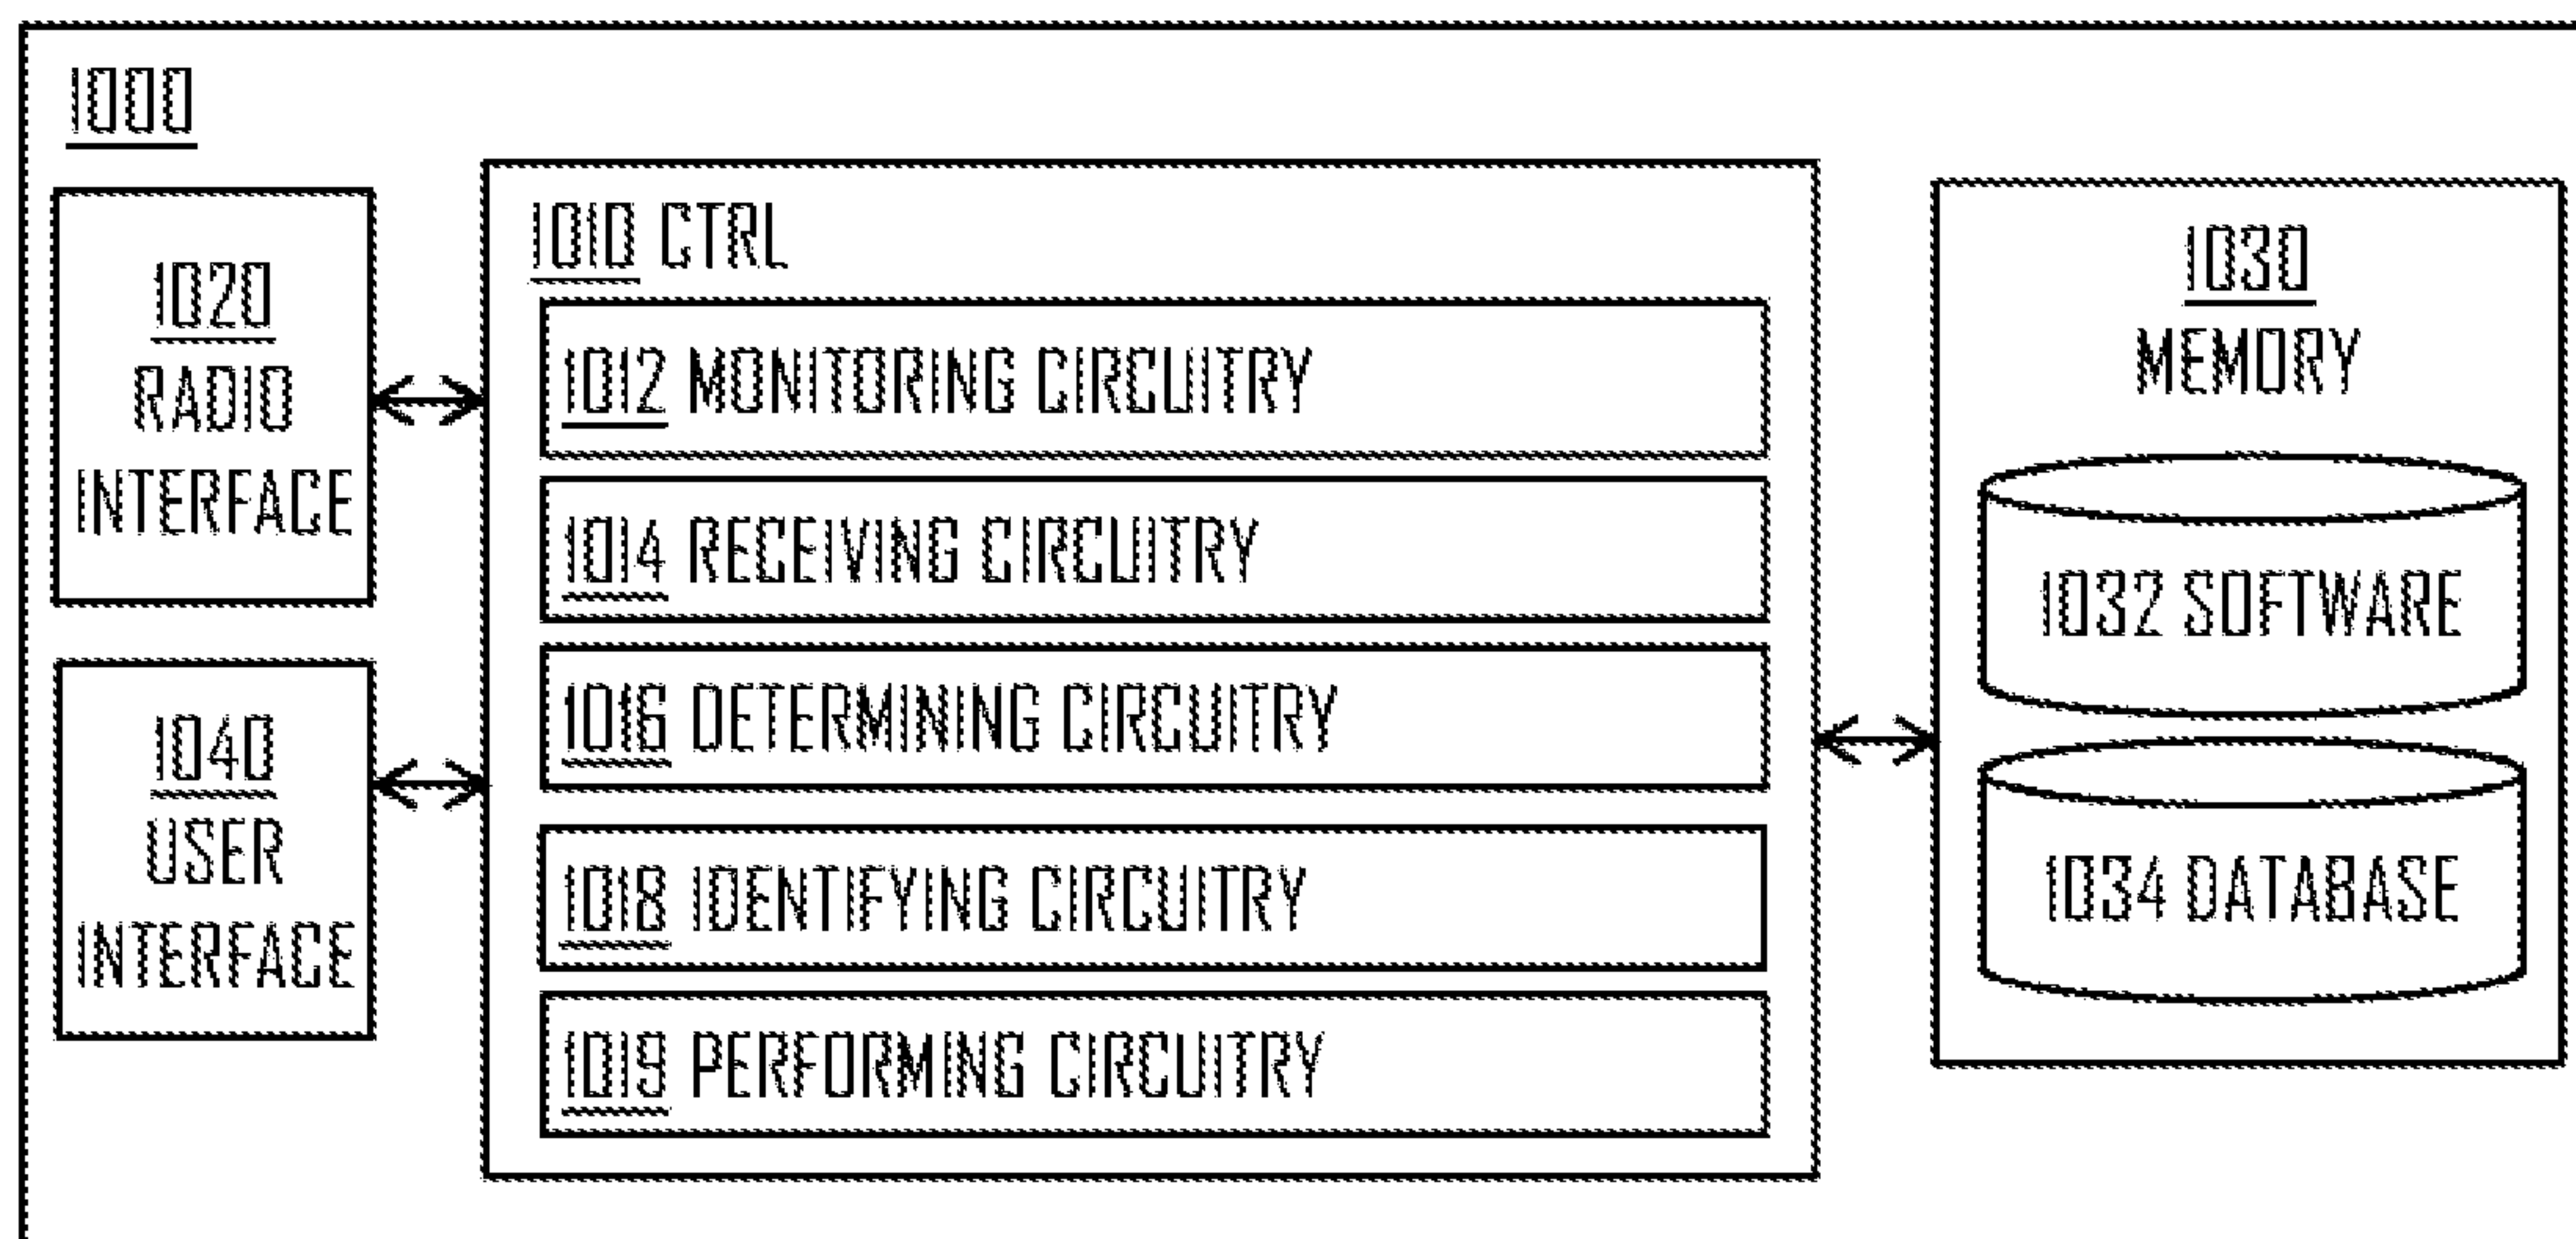 1000
1020
RADIO
INTERFACE
1040
USER
INTERFACE
1010 CTRL
1012 MONITORING CIRCUITRY
1014 RECEIVING CIRCUITRY
1016 DETERMINING CIRCUITRY
1018 IDENTIFYING CIRCUITRY
1019 PERFORMING CIRCUITRY
1030
MEMORY
1032 SOFTWARE
1034 DATABASE